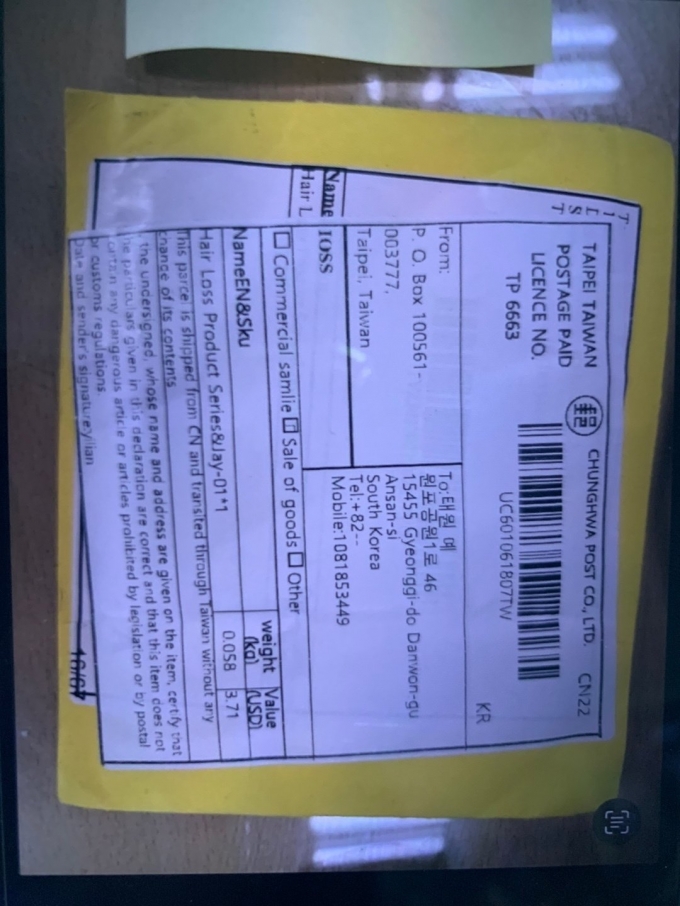 TAIPEI TAIWAN
POSTAGE PAID
LICENCE NO.
TP 6663
CHUNGHWA POST CO., LTD.
CN22
UC601061807TW
KR
From:
P. O. Box 100561-
003777,
Taipei, Taiwan
To:태원 예
원포공원1로 46
15455 Gyeonggi-do Danwon-gu
Ansan-si
South Korea
Tel:+82--
Mobile:1081853449
Name
Hair L
IOSS
Commercial samlie Sale of goods Other
NameEN&Sku
weight (kg)
Value (USD)
Hair Loss Product Series&Jay-01*1
0.058
3.71
This parcel is shipped from CN and transited through Taiwan without any
change of its contents
the undersigned, whose name and address are given on the item, certify that
he particulars given in this declaration are correct and that this item does not
any dangerous article or articles prohibited by legislation or by postal
or customs regulations
Date and sender's signature